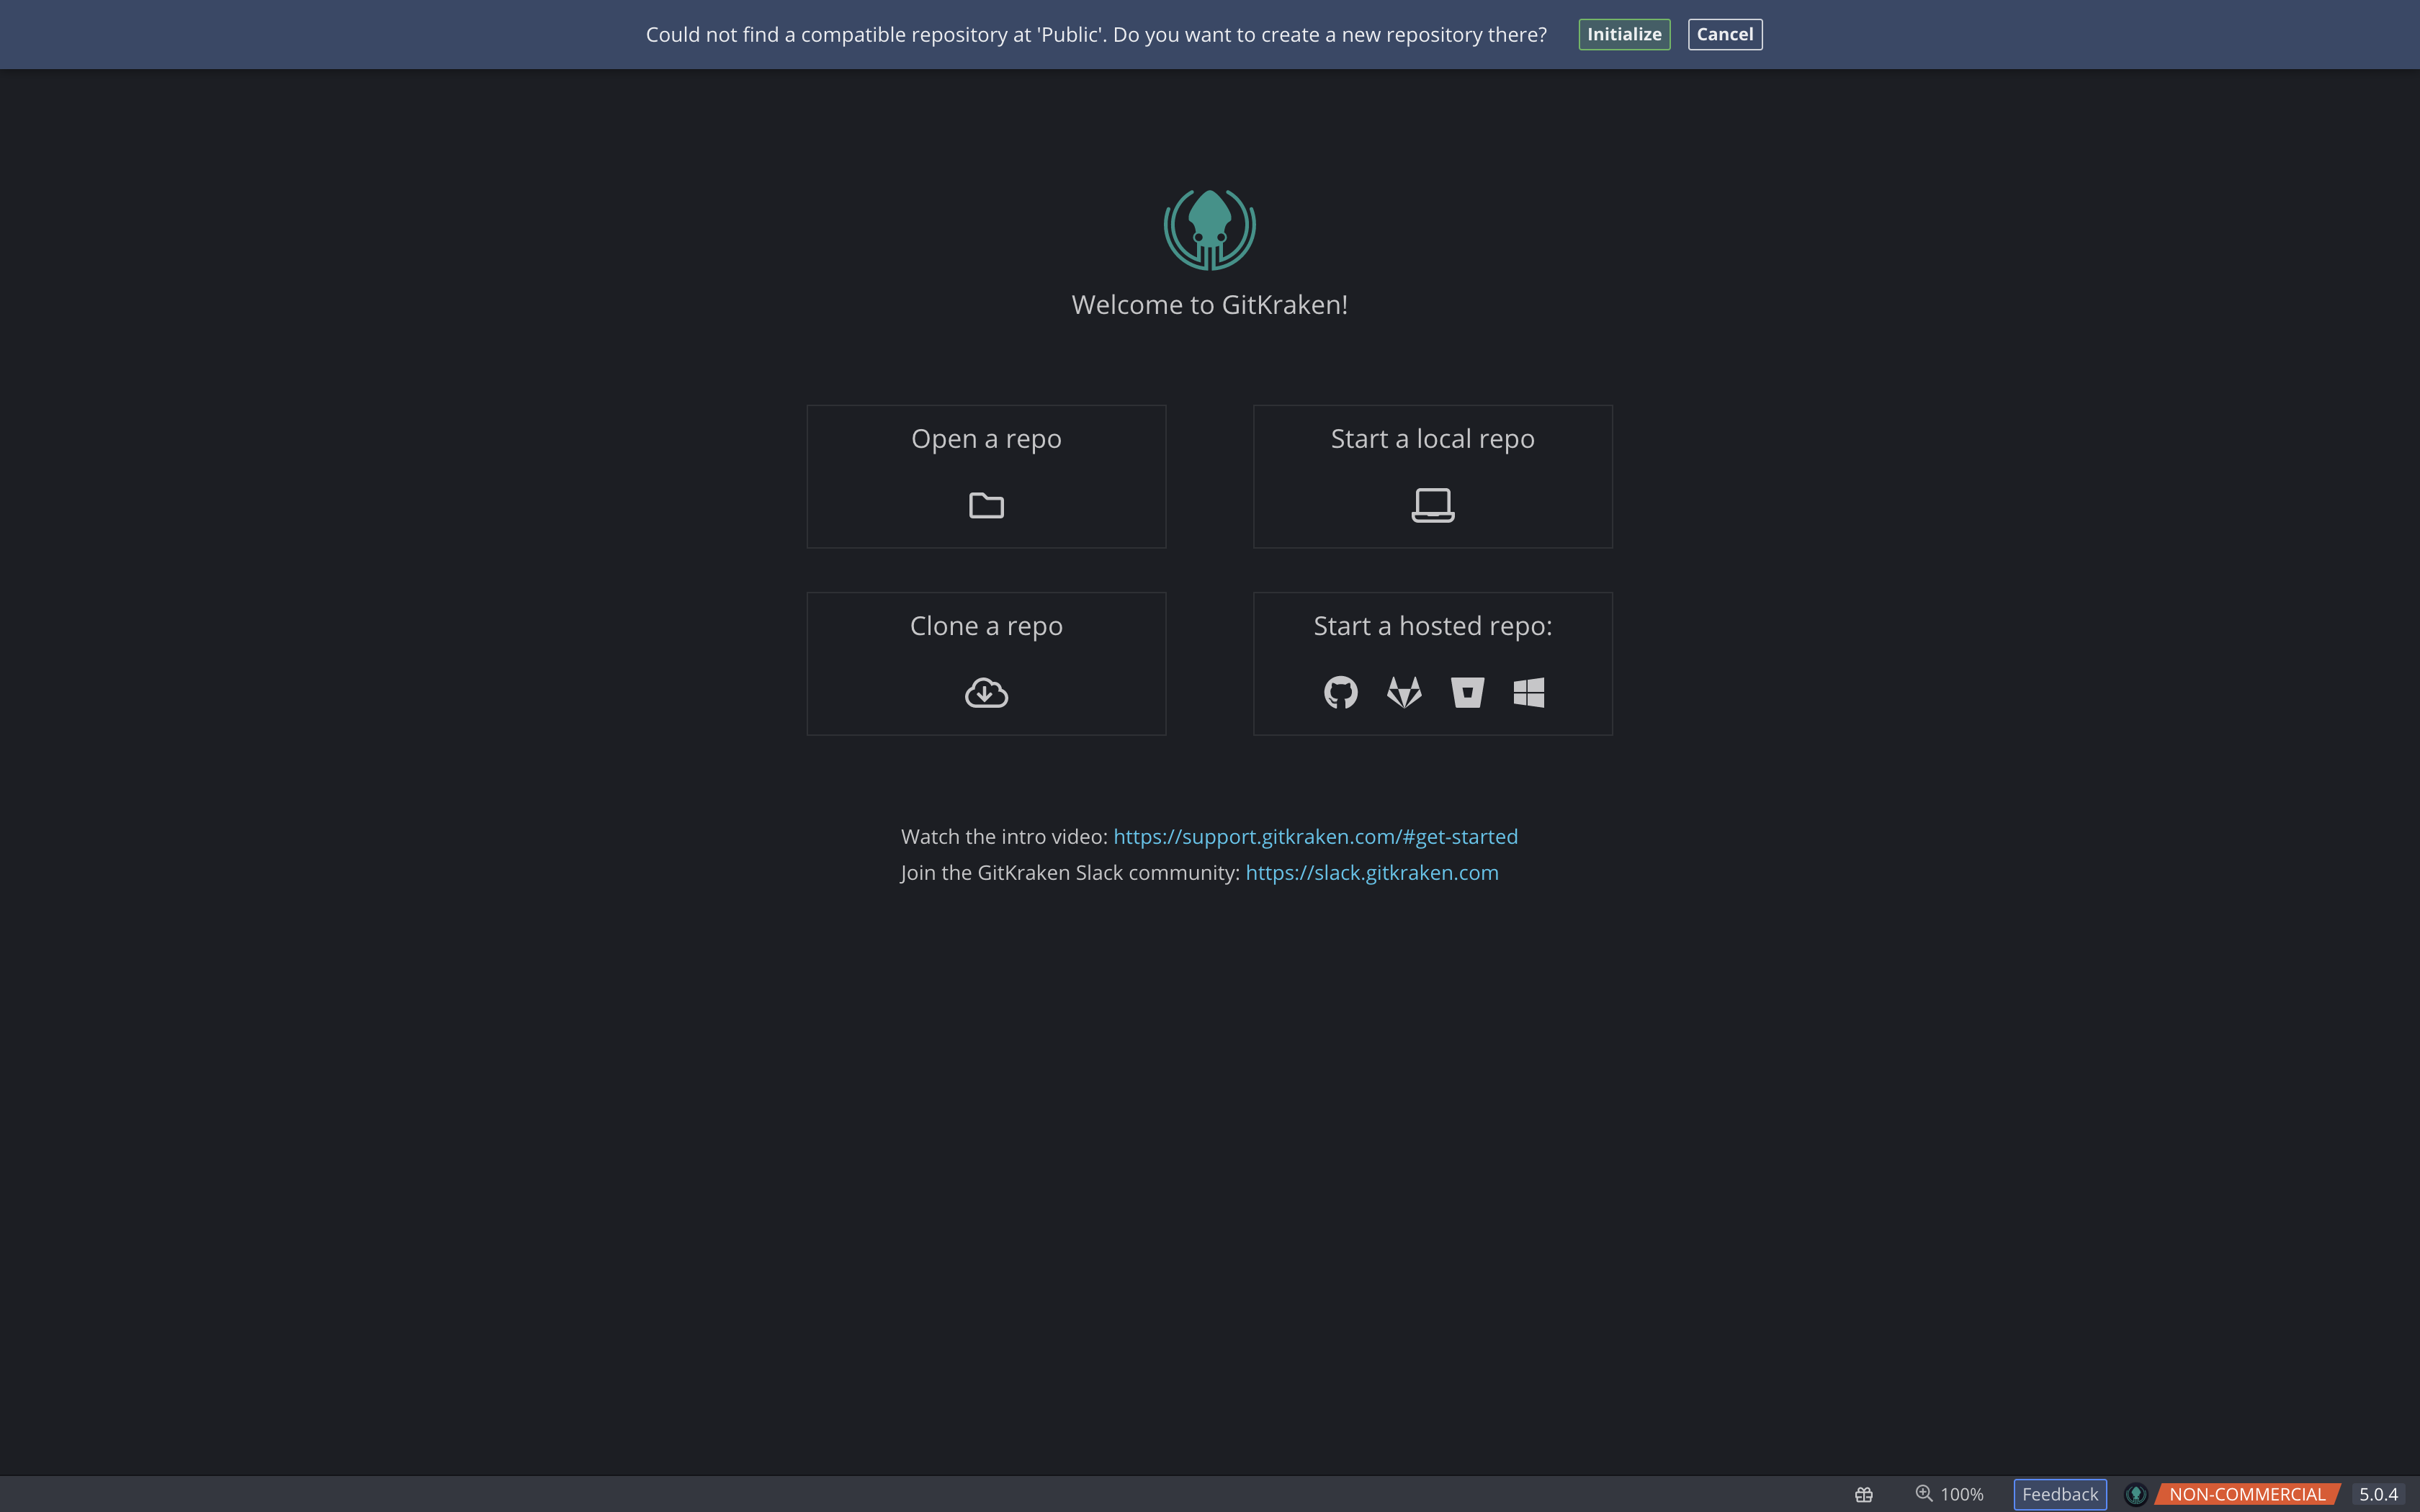 Could not find a compatible repository at 'Public'. Do you want to create a new repository there? Initialize Cancel
Welcome to GitKraken!
Open a repo
Start a local repo
Clone a repo
Start a hosted repo:
Watch the intro video: https://support.gitkraken.com/#get-started
Join the GitKraken Slack community: https://slack.gitkraken.com
100% Feedback NON-COMMERCIAL 5.0.4